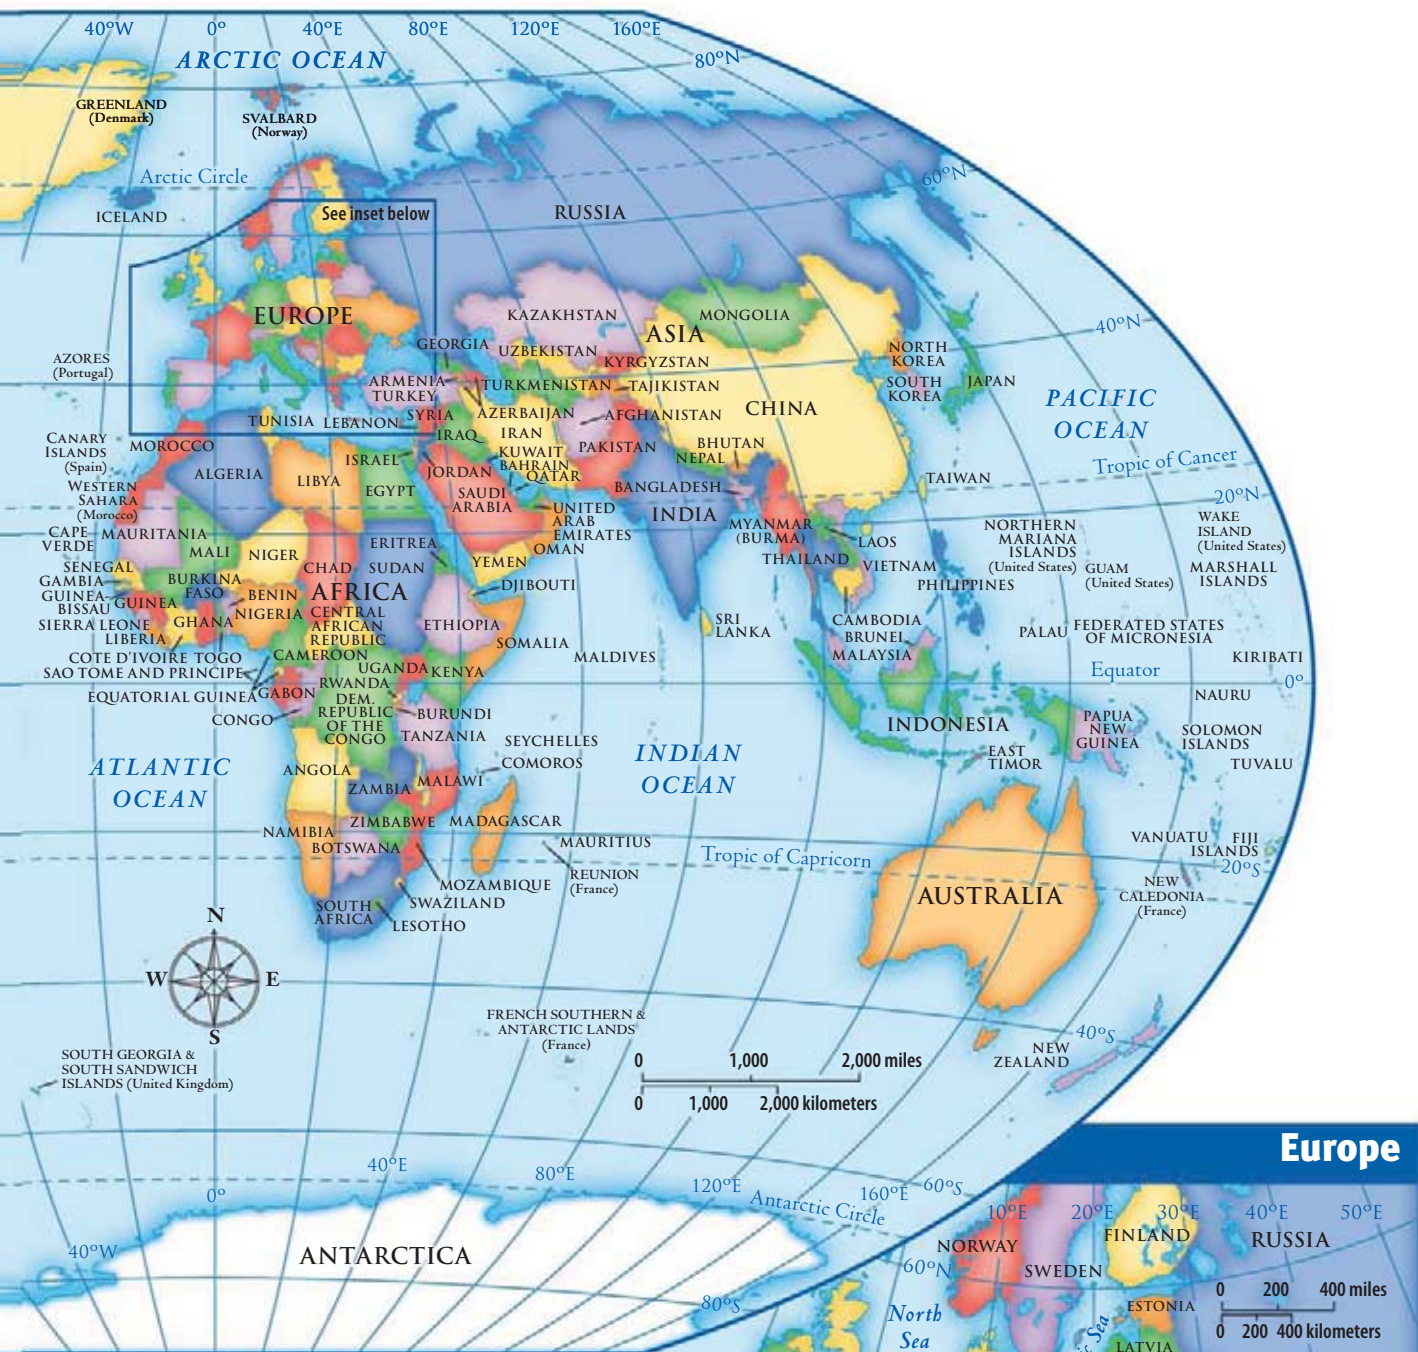 40°W
0°
40°E
80°E
120°E
160°E
80°N
ARCTIC OCEAN
GREENLAND
(Denmark)
SVALBARD
(Norway)
Arctic Circle
60°N
ICELAND
See inset below
RUSSIA
EUROPE
KAZAKHSTAN
MONGOLIA
ASIA
40°N
GEORGIA
UZBEKISTAN
KYRGYZSTAN
NORTH
KOREA
AZORES
(Portugal)
ARMENIA
TURKEY
TURKMENISTAN
TAJIKISTAN
SOUTH
KOREA
JAPAN
PACIFIC
OCEAN
TUNISIA
LEBANON
SYRIA
AZERBAIJAN
AFGHANISTAN
CHINA
CANARY
ISLANDS
(Spain)
MOROCCO
IRAQ
IRAN
PAKISTAN
BHUTAN
NEPAL
KUWAIT
BAHRAIN
QATAR
Tropic of Cancer
ALGERIA
LIBYA
ISRAEL
EGYPT
JORDAN
SAUDI
ARABIA
BANGLADESH
TAIWAN
20°N
WESTERN
SAHARA
(Morocco)
UNITED
ARAB
EMIRATES
OMAN
INDIA
MYANMAR
(BURMA)
LAOS
NORTHERN
MARIANA
ISLANDS
(United States)
WAKE
ISLAND
(United States)
CAPE
VERDE
MAURITANIA
MALI
NIGER
CHAD
ERITREA
SUDAN
YEMEN
THAILAND
VIETNAM
GUAM
(United States)
MARSHALL
ISLANDS
SENEGAL
GAMBIA
GUINEA-
BISSAU
GUINEA
BURKINA
FASO
BENIN
NIGERIA
AFRICA
DJIBOUTI
PHILIPPINES
SIERRA LEONE
LIBERIA
GHANA
CENTRAL
AFRICAN
REPUBLIC
ETHIOPIA
SOMALIA
SRI
LANKA
CAMBODIA
BRUNEI
MALAYSIA
PALAU
FEDERATED STATES
OF MICRONESIA
COTE D'IVOIRE
TOGO
SAO TOME AND PRINCIPE
CAMEROON
UGANDA
KENYA
MALDIVES
KIRIBATI
Equator
0°
EQUATORIAL GUINEA
GABON
RWANDA
DEM.
REPUBLIC
OF THE
CONGO
NAURU
CONGO
BURUNDI
TANZANIA
SEYCHELLES
COMOROS
INDONESIA
PAPUA
NEW
GUINEA
SOLOMON
ISLANDS
EAST
TIMOR
TUVALU
ATLANTIC
OCEAN
INDIAN
OCEAN
ANGOLA
ZAMBIA
MALAWI
ZIMBABWE
MADAGASCAR
NAMIBIA
BOTSWANA
MAURITIUS
VANUATU
FIJI
ISLANDS
Tropic of Capricorn
20°S
REUNION
(France)
MOZAMBIQUE
SWAZILAND
LESOTHO
SOUTH
AFRICA
AUSTRALIA
NEW
CALEDONIA
(France)
N
W
E
S
FRENCH SOUTHERN &
ANTARCTIC LANDS
(France)
40°S
NEW
ZEALAND
SOUTH GEORGIA &
SOUTH SANDWICH
ISLANDS (United Kingdom)
0 1,000 2,000 miles
0 1,000 2,000 kilometers
Europe
0°
40°E
80°E
120°E
160°E
60°S
Antarctic Circle
40°W
ANTARCTICA
80°S
10°E
20°E
30°E
40°E
50°E
NORWAY
FINLAND
RUSSIA
60°N
SWEDEN
0 200 400 miles
ESTONIA
North
Sea
Sea
0 200 400 kilometers
LATVIA